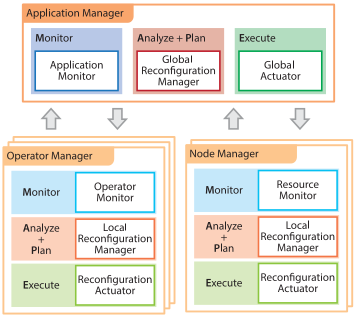 Application Manager
Monitor
Analyze + Plan
Execute
Application
Monitor
Global
Reconfiguration
Manager
Global
Actuator
Operator Manager
Monitor
Operator
Monitor
Analyze
+
Plan
Local
Reconfiguration
Manager
Execute
Reconfiguration
Actuator
Node Manager
Monitor
Resource
Monitor
Analyze
+
Plan
Local
Reconfiguration
Manager
Execute
Reconfiguration
Actuator